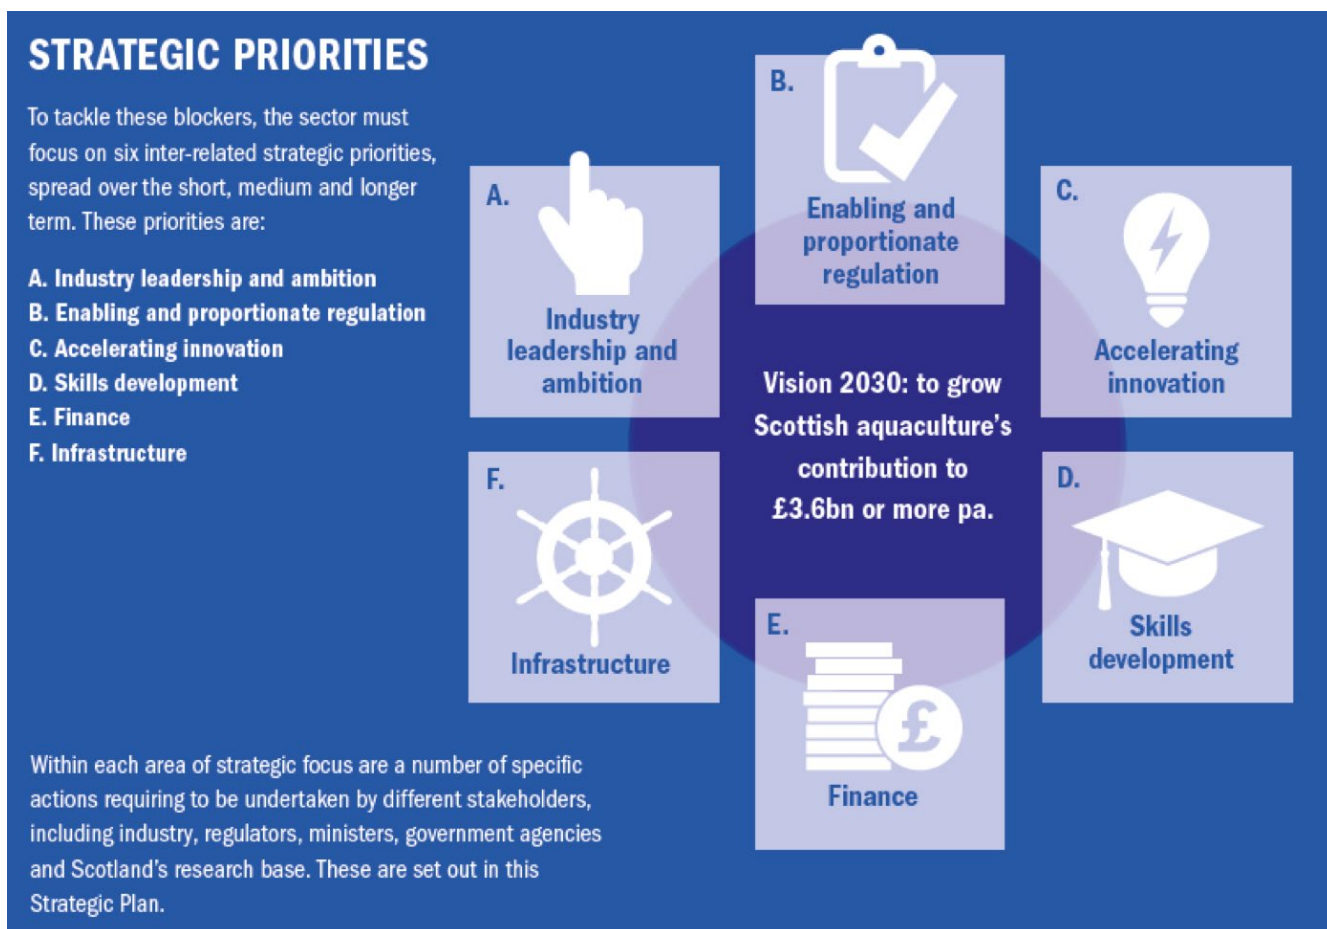 STRATEGIC PRIORITIES
To tackle these blockers, the sector must
focus on six inter-related strategic priorities,
spread over the short, medium and longer
term. These priorities are:
A. Industry leadership and ambition
B. Enabling and proportionate regulation
C. Accelerating innovation
D. Skills development
E. Finance
F. Infrastructure
A.
Industry
leadership and
ambition
B.
Enabling and
proportionate
regulation
C.
Accelerating
innovation
Vision 2030: to grow
Scottish aquaculture’s
contribution to
£3.6bn or more pa.
D.
Skills
development
E.
£
Finance
F.
Infrastructure
Within each area of strategic focus are a number of specific
actions requiring to be undertaken by different stakeholders,
including industry, regulators, ministers, government agencies
and Scotland’s research base. These are set out in this
Strategic Plan.